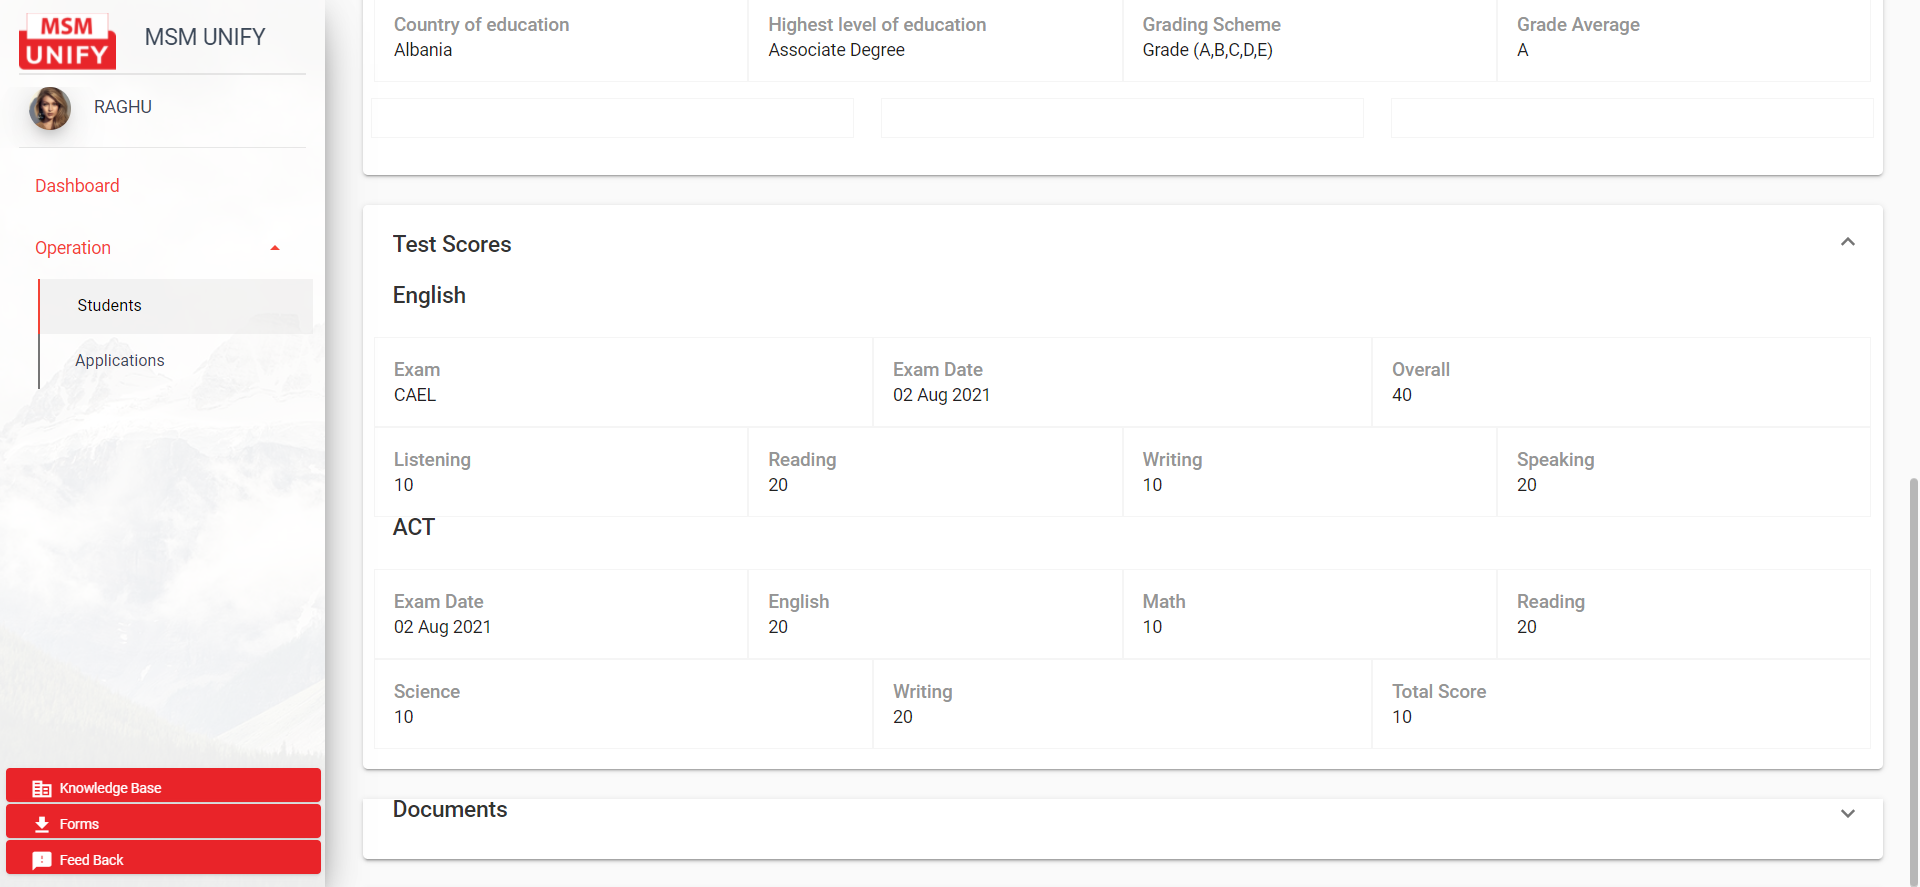 MSM
UNIFY
MSM UNIFY
RAGHU
Dashboard
Operation
Students
Applications
Knowledge Base
Forms
Feed Back
Country of education
Albania
Highest level of education
Associate Degree
Grading Scheme
Grade (A,B,C,D,E)
Grade Average
A
Test Scores
English
Exam
CAEL
Exam Date
02 Aug 2021
Overall
40
Listening
10
Reading
20
Writing
10
Speaking
20
ACT
Exam Date
02 Aug 2021
English
20
Math
10
Reading
20
Science
10
Writing
20
Total Score
10
Documents